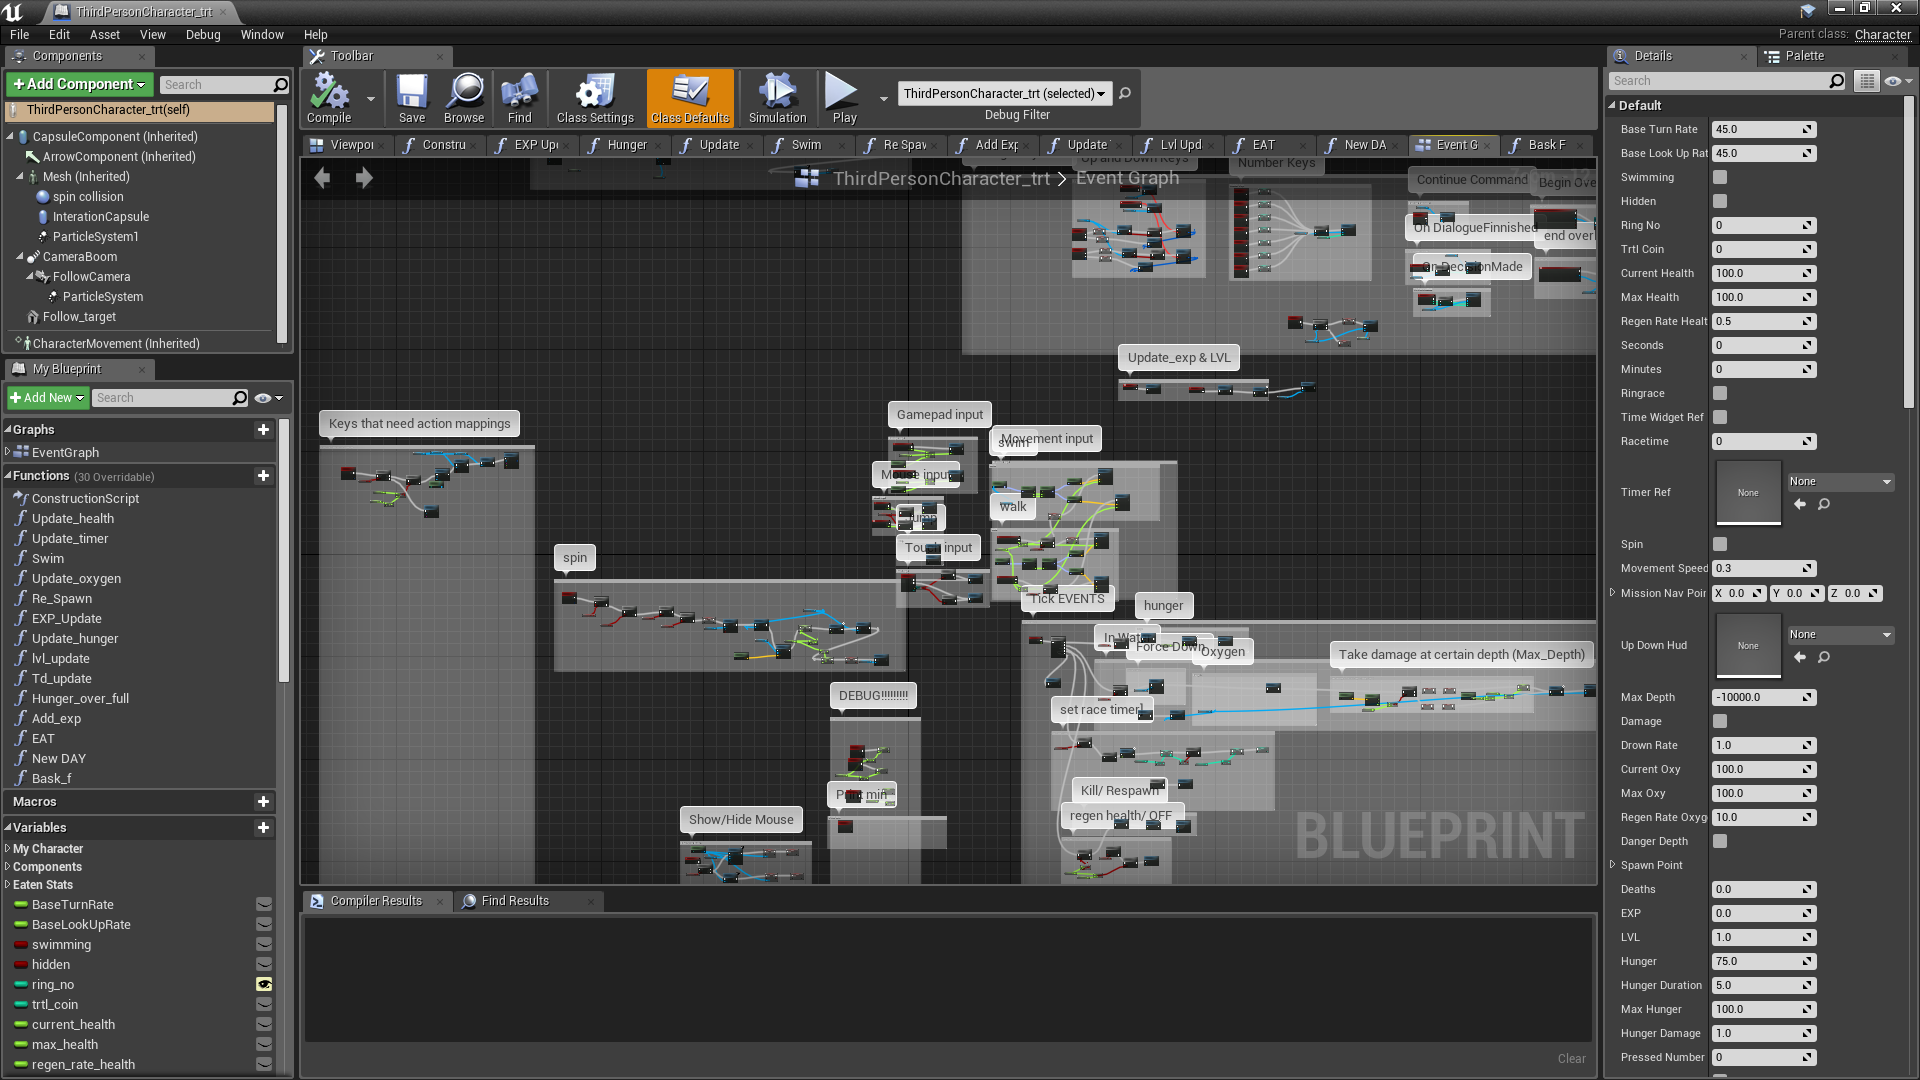 ThirdPersonCharacter_trt
File Edit Asset View Debug Window Help
Parent class: Character
Components
Add Component
Search
ThirdPersonCharacter_trt(self)
CapsuleComponent (Inherited)
ArrowComponent (Inherited)
Mesh (Inherited)
spin collision
InterationCapsule
ParticleSystem1
CameraBoom
FollowCamera
ParticleSystem
Follow_target
CharacterMovement (Inherited)
My Blueprint
Add New
Search
Graphs
EventGraph
Functions (30 Overridable)
ConstructionScript
Update_health
Update_timer
Swim
Update_oxygen
Re_Spawn
EXP_Update
Update_hunger
lvl_update
Td_update
Hunger_over_full
Add_exp
EAT
New DAY
Bask_f
Macros
Variables
My Character
Components
Eaten Stats
BaseTurnRate
BaseLookUpRate
swimming
hidden
ring_no
trtl_coin
current_health
max_health
regen_rate_health
Toolbar
Compile
Save
Browse
Find
Class Settings
Class Defaults
Simulation
Play
ThirdPersonCharacter_trt (selected)
Debug Filter
Viewpor
Constru
EXP Up
Hunger
Update
Swim
Re Spav
Add Exp
Update
Lvl Upd
EAT
New DA
Event G
Bask F
ThirdPersonCharacter_trt > Event Graph
Up and Down Keys
Number Keys
Continue Command
Begin Ove
On DialogueFinnished
end over
On DecisionMade
Update_exp & LVL
Keys that need action mappings
Gamepad input
Movement input
swim
Mouse input
walk
Touch input
spin
Tick EVENTS
hunger
In Wat
Force Down
Oxygen
Take damage at certain depth (Max_Depth)
DEBUG!!!!!!!!!
set race timer]
Print min
Kill/ Respawn
regen health/ OFF
Show/Hide Mouse
BLUEPRINT
Compiler Results
Find Results
Clear
Details
Palette
Search
Default
Base Turn Rate 45.0
Base Look Up Rat 45.0
Swimming
Hidden
Ring No 0
Trtl Coin 0
Current Health 100.0
Max Health 100.0
Regen Rate Healt 0.5
Seconds 0
Minutes 0
Ringrace
Time Widget Ref
Racetime 0
Timer Ref None None
Spin
Movement Speed 0.3
Mission Nav Poir X 0.0 Y 0.0 Z 0.0
Up Down Hud None None
Max Depth -10000.0
Damage
Drown Rate 1.0
Current Oxy 100.0
Max Oxy 100.0
Regen Rate Oxyg 10.0
Danger Depth
Spawn Point
Deaths 0.0
EXP 0.0
LVL 1.0
Hunger 75.0
Hunger Duration 5.0
Max Hunger 100.0
Hunger Damage 1.0
Pressed Number 0